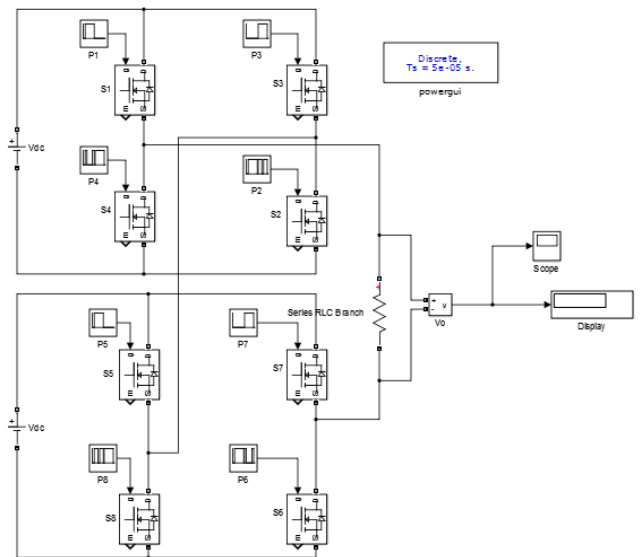 P1
P3
S1
S3
Discrete,
Ts = 5e-05 s.
powergui
Vdc
P4
P2
S4
S2
Scope
Series RLC Branch
+
-
v
Vo
Display
P5
P7
S5
S7
Vdc
P8
P6
S8
S6